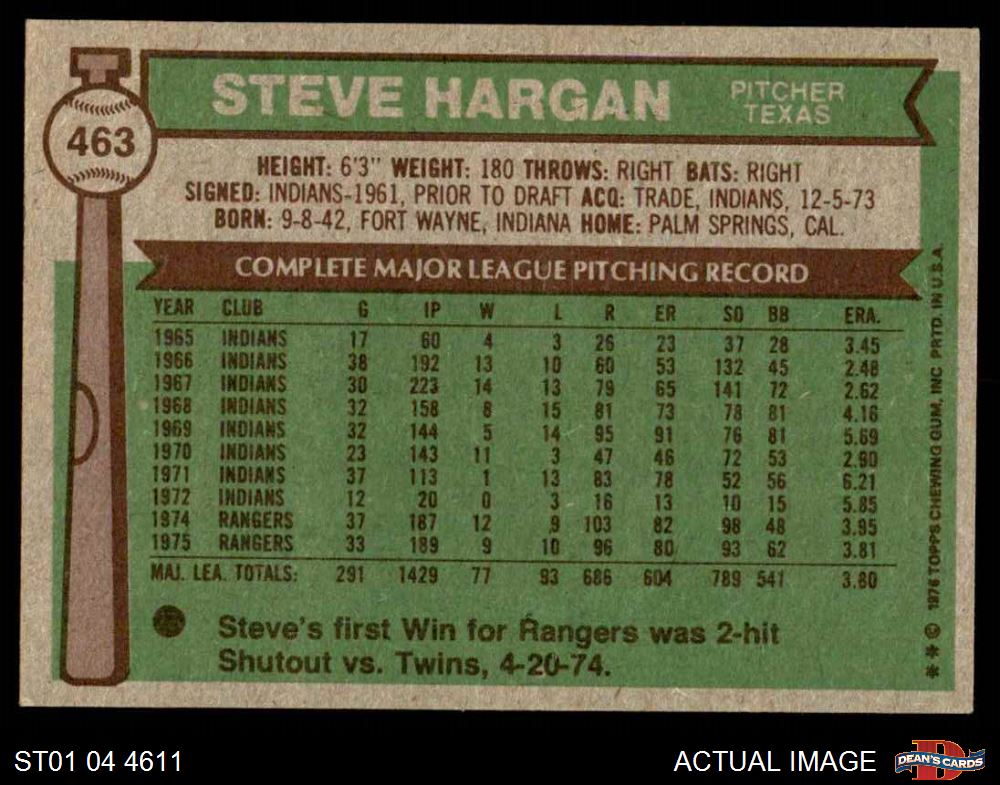 STEVE HARGAN
PITCHER
TEXAS
463
HEIGHT: 6'3" WEIGHT: 180 THROWS: RIGHT BATS: RIGHT
SIGNED: INDIANS-1961, PRIOR TO DRAFT ACQ: TRADE, INDIANS, 12-5-73
BORN: 9-8-42, FORT WAYNE, INDIANA HOME: PALM SPRINGS, CAL.
COMPLETE MAJOR LEAGUE PITCHING RECORD
YEAR CLUB G IP W L R ER SO BB ERA.
1965 INDIANS 17 60 4 3 26 23 37 28 3.45
1966 INDIANS 38 192 13 10 60 53 132 45 2.48
1967 INDIANS 30 223 14 13 79 65 141 72 2.62
1968 INDIANS 32 158 8 15 81 73 78 81 4.16
1969 INDIANS 32 144 5 14 95 91 76 81 5.69
1970 INDIANS 23 143 11 3 47 46 72 53 2.90
1971 INDIANS 37 113 1 13 83 78 52 56 6.21
1972 INDIANS 12 20 0 3 16 13 10 15 5.85
1974 RANGERS 37 187 12 9 103 82 98 48 3.95
1975 RANGERS 33 189 9 10 96 80 93 62 3.81
MAJ. LEA. TOTALS: 291 1429 77 93 686 604 789 541 3.80
Steve's first Win for Rangers was 2-hit
Shutout vs. Twins, 4-20-74.
** © 1976 TOPPS CHEWING GUM, INC PRTD. IN U.S.A.
ST01 04 4611
ACTUAL IMAGE
D
DEAN'S CARDS